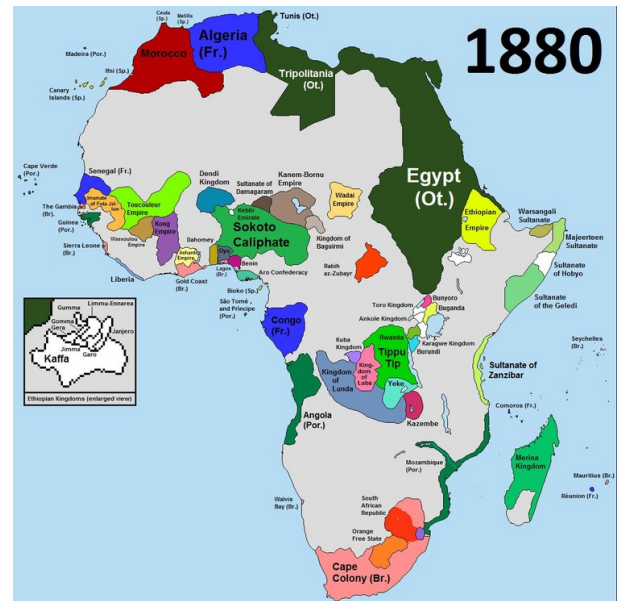 1880
Ceuta
(Sp.)
Melilla
(Sp.)
Tunis (Ot.)
Algeria
(Fr.)
Madeira (Por.)
Morocco
Ifni (Sp.)
Tripolitania
(Ot.)
Canary
Islands (Sp.)
Cape Verde
(Por.)
Senegal (Fr.)
Dendi
Kingdom
Sultanate of
Damagaram
Kanem-Bornu
Empire
Egypt
(Ot.)
Imamate
of Futa Jal-
lon
Toucouleur
Empire
Wadai
Empire
The Gambia
(Br.)
Kebbi
Emirate
Ethiopian
Empire
Warsangali
Sultanate
Guinea
(Por.)
Wassoulou
Empire
Kong
Empire
Sokoto
Caliphate
Kingdom of
Bagirmi
Majeerteen
Sultanate
Sierra Leone
(Br.)
Dahomey
Ashanti
Empire
Oyo
Benin
Rabih
az-Zubayr
Sultanate
of Hobyo
Liberia
Gold Coast
(Br.)
Lagos
(Br.)
Aro Confederacy
Sultanate
of the Geledi
Bioko (Sp.)
São Tomé
and Principe
(Por.)
Bunyoro
Toro Kingdom
Buganda
Ankole Kingdom
Gumma
Limmu-Ennarea
Gomma
Gera
Janjero
Jimma
Garo
Kaffa
Ethiopian Kingdoms (enlarged view)
Congo
(Fr.)
Kuba
Kingdom
Rwanda
Karagwe Kingdom
Burundi
Seychelles
(Br.)
Tippu
Tip
Kingdom
of
Lunda
King-
dom of
Luba
Yeke
Sultanate of
Zanzibar
Angola
(Por.)
Kazembe
Comoros (Fr.)
Mozambique
(Por.)
Merina
Kingdom
Mauritius (Br.)
Réunion (Fr.)
Walvis
Bay (Br.)
South
African
Republic
Orange
Free State
Cape
Colony (Br.)